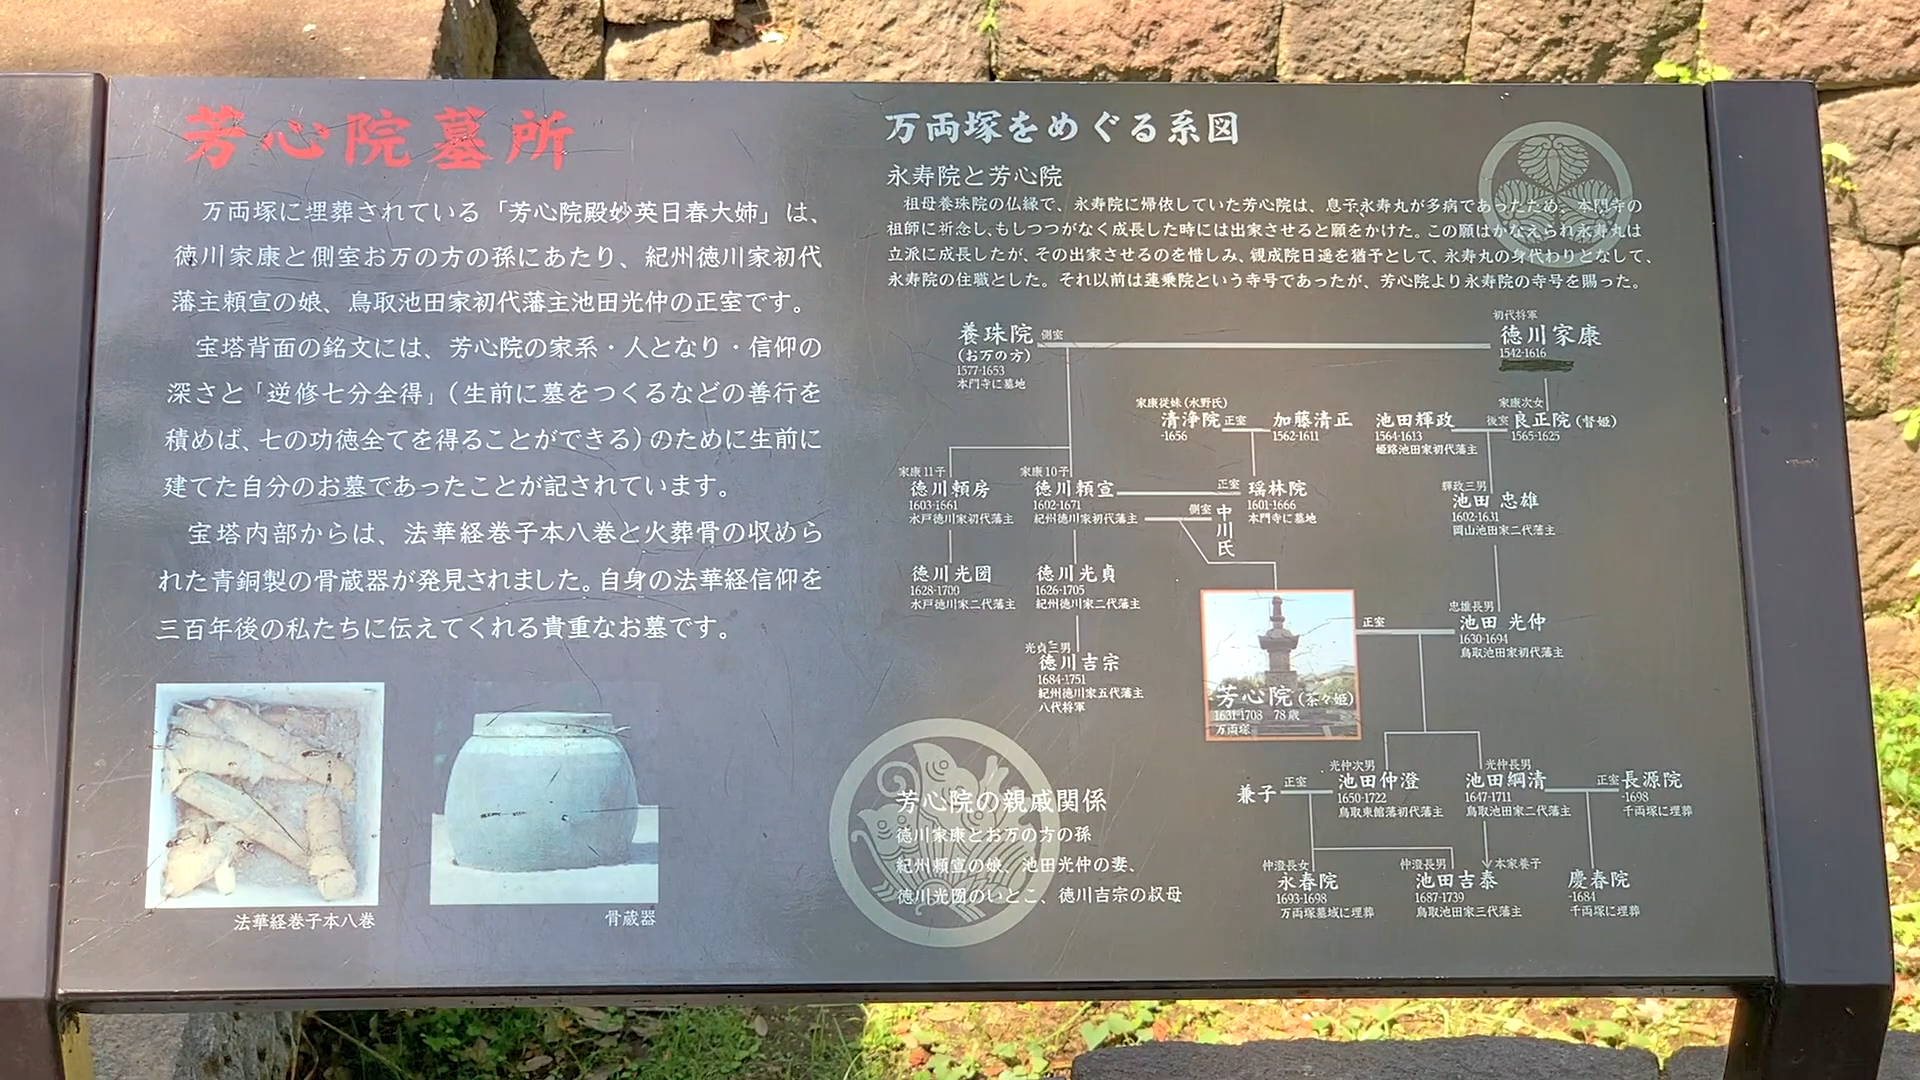 芳心院墓所
万両塚に埋葬されている「芳心院殿妙英日春大姉」は、
徳川家康と側室お万の方の孫にあたり、紀州徳川家初代
藩主頼宣の娘、鳥取池田家初代藩主池田光仲の正室です。
宝塔背面の銘文には、芳心院の家系・人となり・信仰の
深さと「逆修七分全得」（生前に墓をつくるなどの善行を
積めば、七の功徳全てを得ることができる）のために生前に
建てた自分のお墓であったことが記されています。
宝塔内部からは、法華経巻子本八巻と火葬骨の収めら
れた青銅製の骨蔵器が発見されました。自身の法華経信仰を
三百年後の私たちに伝えてくれる貴重なお墓です。
法華経巻子本八巻
骨蔵器
万両塚をめぐる系図
永寿院と芳心院
祖母養珠院の仏縁で、永寿院に帰依していた芳心院は、息子永寿丸が多病であったため、本門寺の
祖師に祈念し、もしつつがなく成長した時には出家させると願をかけた。この願はかなえられ永寿丸は
立派に成長したが、その出家させるのを惜しみ、親成院日遥を猶予として、永寿丸の身代わりとなして、
永寿院の住職とした。それ以前は蓮乗院という寺号であったが、芳心院より永寿院の寺号を賜った。
養珠院 側室
（お万の方）
1577-1653
本門寺に墓地
初代将軍
徳川家康
1542-1616
家康従妹（水野氏）
清浄院 正室
-1656
加藤清正
1562-1611
池田輝政
1564-1613
姫路池田家初代藩主
家康次女
後室 良正院（督姫）
1565-1625
家康11子
徳川頼房
1603-1661
水戸徳川家初代藩主
家康10子
徳川頼宣
1602-1671
紀州徳川家初代藩主
正室 瑶林院
1601-1666
本門寺に墓地
側室 中川氏
輝政三男
池田 忠雄
1602-1631
岡山池田家二代藩主
徳川光圀
1628-1700
水戸徳川家二代藩主
徳川光貞
1626-1705
紀州徳川家二代藩主
光貞三男
徳川吉宗
1684-1751
紀州徳川家五代藩主
八代将軍
芳心院（茶々姫）
1631-1708 78歳
万両塚
正室
忠雄長男
池田 光仲
1630-1694
鳥取池田家初代藩主
兼子 正室
光仲次男
池田仲澄
1650-1722
鳥取東館藩初代藩主
光仲長男
池田綱清
1647-1711
鳥取池田家二代藩主
正室 長源院
-1698
千両塚に埋葬
仲澄長女
永春院
1693-1698
万両塚墓域に埋葬
仲澄長男
池田吉泰
1687-1739
鳥取池田家三代藩主
本家養子
慶春院
-1684
千両塚に埋葬
芳心院の親戚関係
徳川家康とお万の方の孫
紀州頼宣の娘、池田光仲の妻、
徳川光圀のいとこ、徳川吉宗の叔母